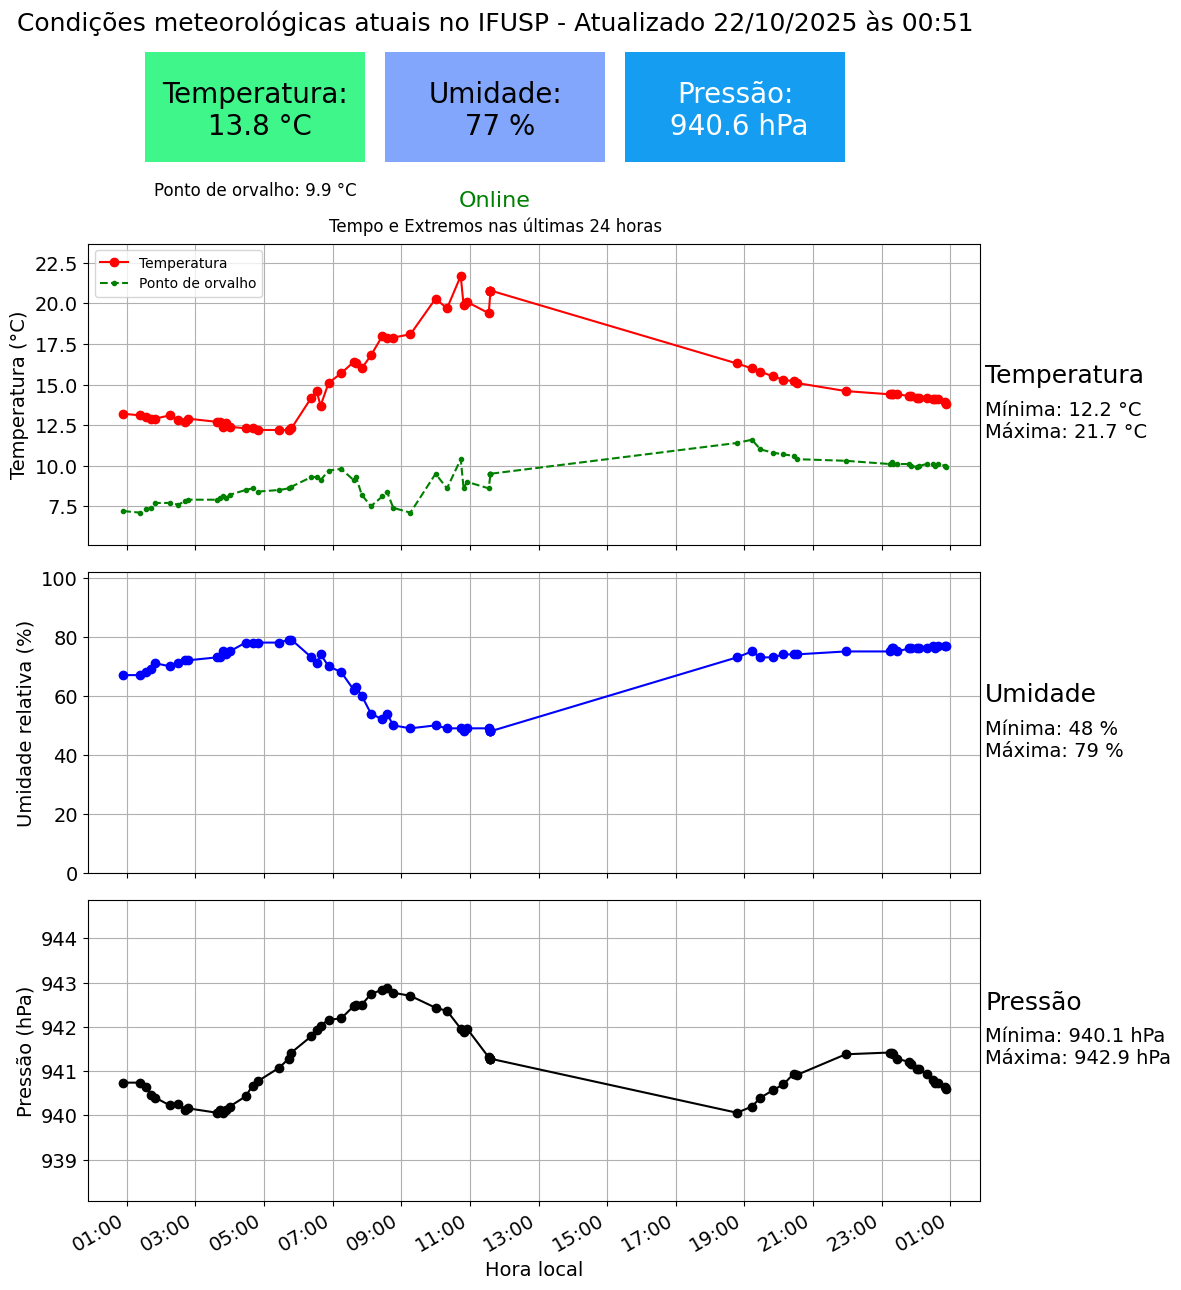 Condições meteorológicas atuais no IFUSP - Atualizado 22/10/2025 às 00:51
Temperatura:
13.8 °C
Umidade:
77 %
Pressão:
940.6 hPa
Ponto de orvalho: 9.9 °C
Online
Tempo e Extremos nas últimas 24 horas
Temperatura
Ponto de orvalho
Temperatura (°C)
22.5
20.0
17.5
15.0
12.5
10.0
7.5
Temperatura
Mínima: 12.2 °C
Máxima: 21.7 °C
Umidade relativa (%)
100
80
60
40
20
0
Umidade
Mínima: 48 %
Máxima: 79 %
Pressão (hPa)
944
943
942
941
940
939
Pressão
Mínima: 940.1 hPa
Máxima: 942.9 hPa
01:00
03:00
05:00
07:00
09:00
11:00
13:00
15:00
17:00
19:00
21:00
23:00
01:00
Hora local